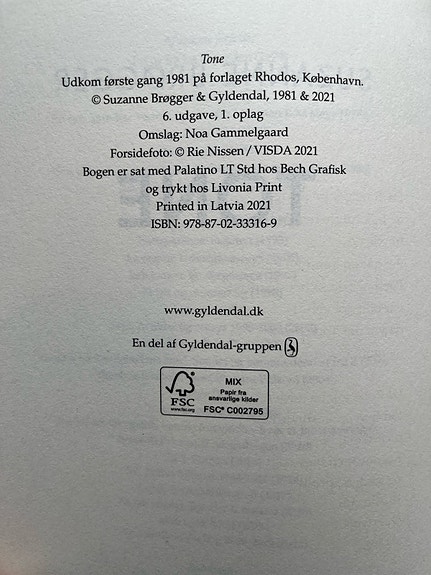 Tone
Udkom første gang 1981 på forlaget Rhodos, København.
© Suzanne Brøgger & Gyldendal, 1981 & 2021
6. udgave, 1. oplag
Omslag: Noa Gammelgaard
Forsidefoto: © Rie Nissen / VISDA 2021
Bogen er sat med Palatino LT Std hos Bech Grafisk
og trykt hos Livonia Print
Printed in Latvia 2021
ISBN: 978-87-02-33316-9
www.gyldendal.dk
En del af Gyldendal-gruppen
FSC
www.fsc.org
MIX
Papir fra
ansvarlige kilder
FSC® C002795